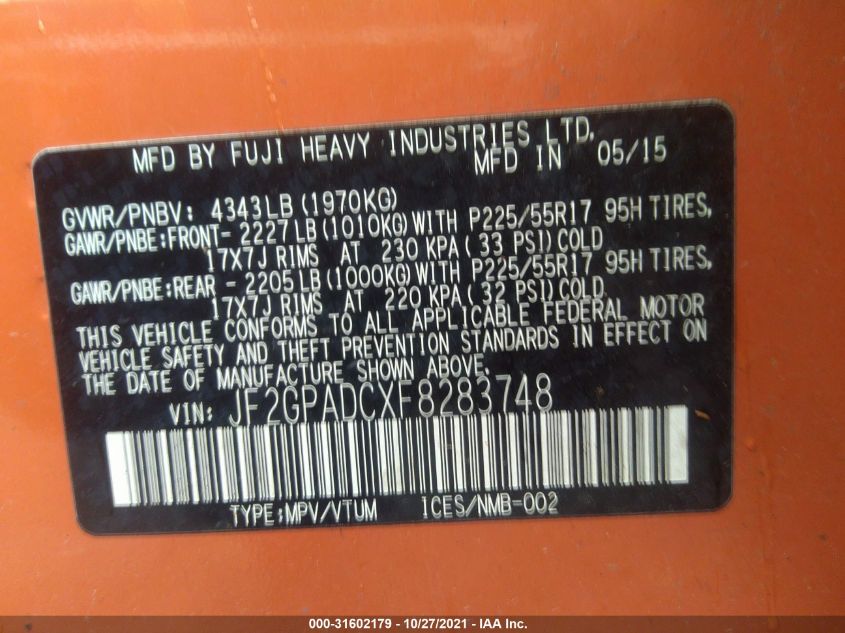 MFD BY FUJI HEAVY INDUSTRIES LTD.
MFD IN 05/15
GVWR/PNBV: 4343LB(1970KG)
GAWR/PNBE:FRONT- 2227LB(1010KG)WITH P225/55R17 95H TIRES,
17X7J RIMS AT 230 KPA(33 PSI)COLD
GAWR/PNBE:REAR - 2205LB(1000KG)WITH P225/55R17 95H TIRES,
17X7J RIMS AT 220 KPA(32 PSI)COLD.
THIS VEHICLE CONFORMS TO ALL APPLICABLE FEDERAL MOTOR
VEHICLE SAFETY AND THEFT PREVENTION STANDARDS IN EFFECT ON
THE DATE OF MANUFACTURE SHOWN ABOVE.
VIN: JF2GPADCXF8283748
TYPE:MPV/VTUM ICES/NMB-002
000-31602179 - 10/27/2021 - IAA Inc.